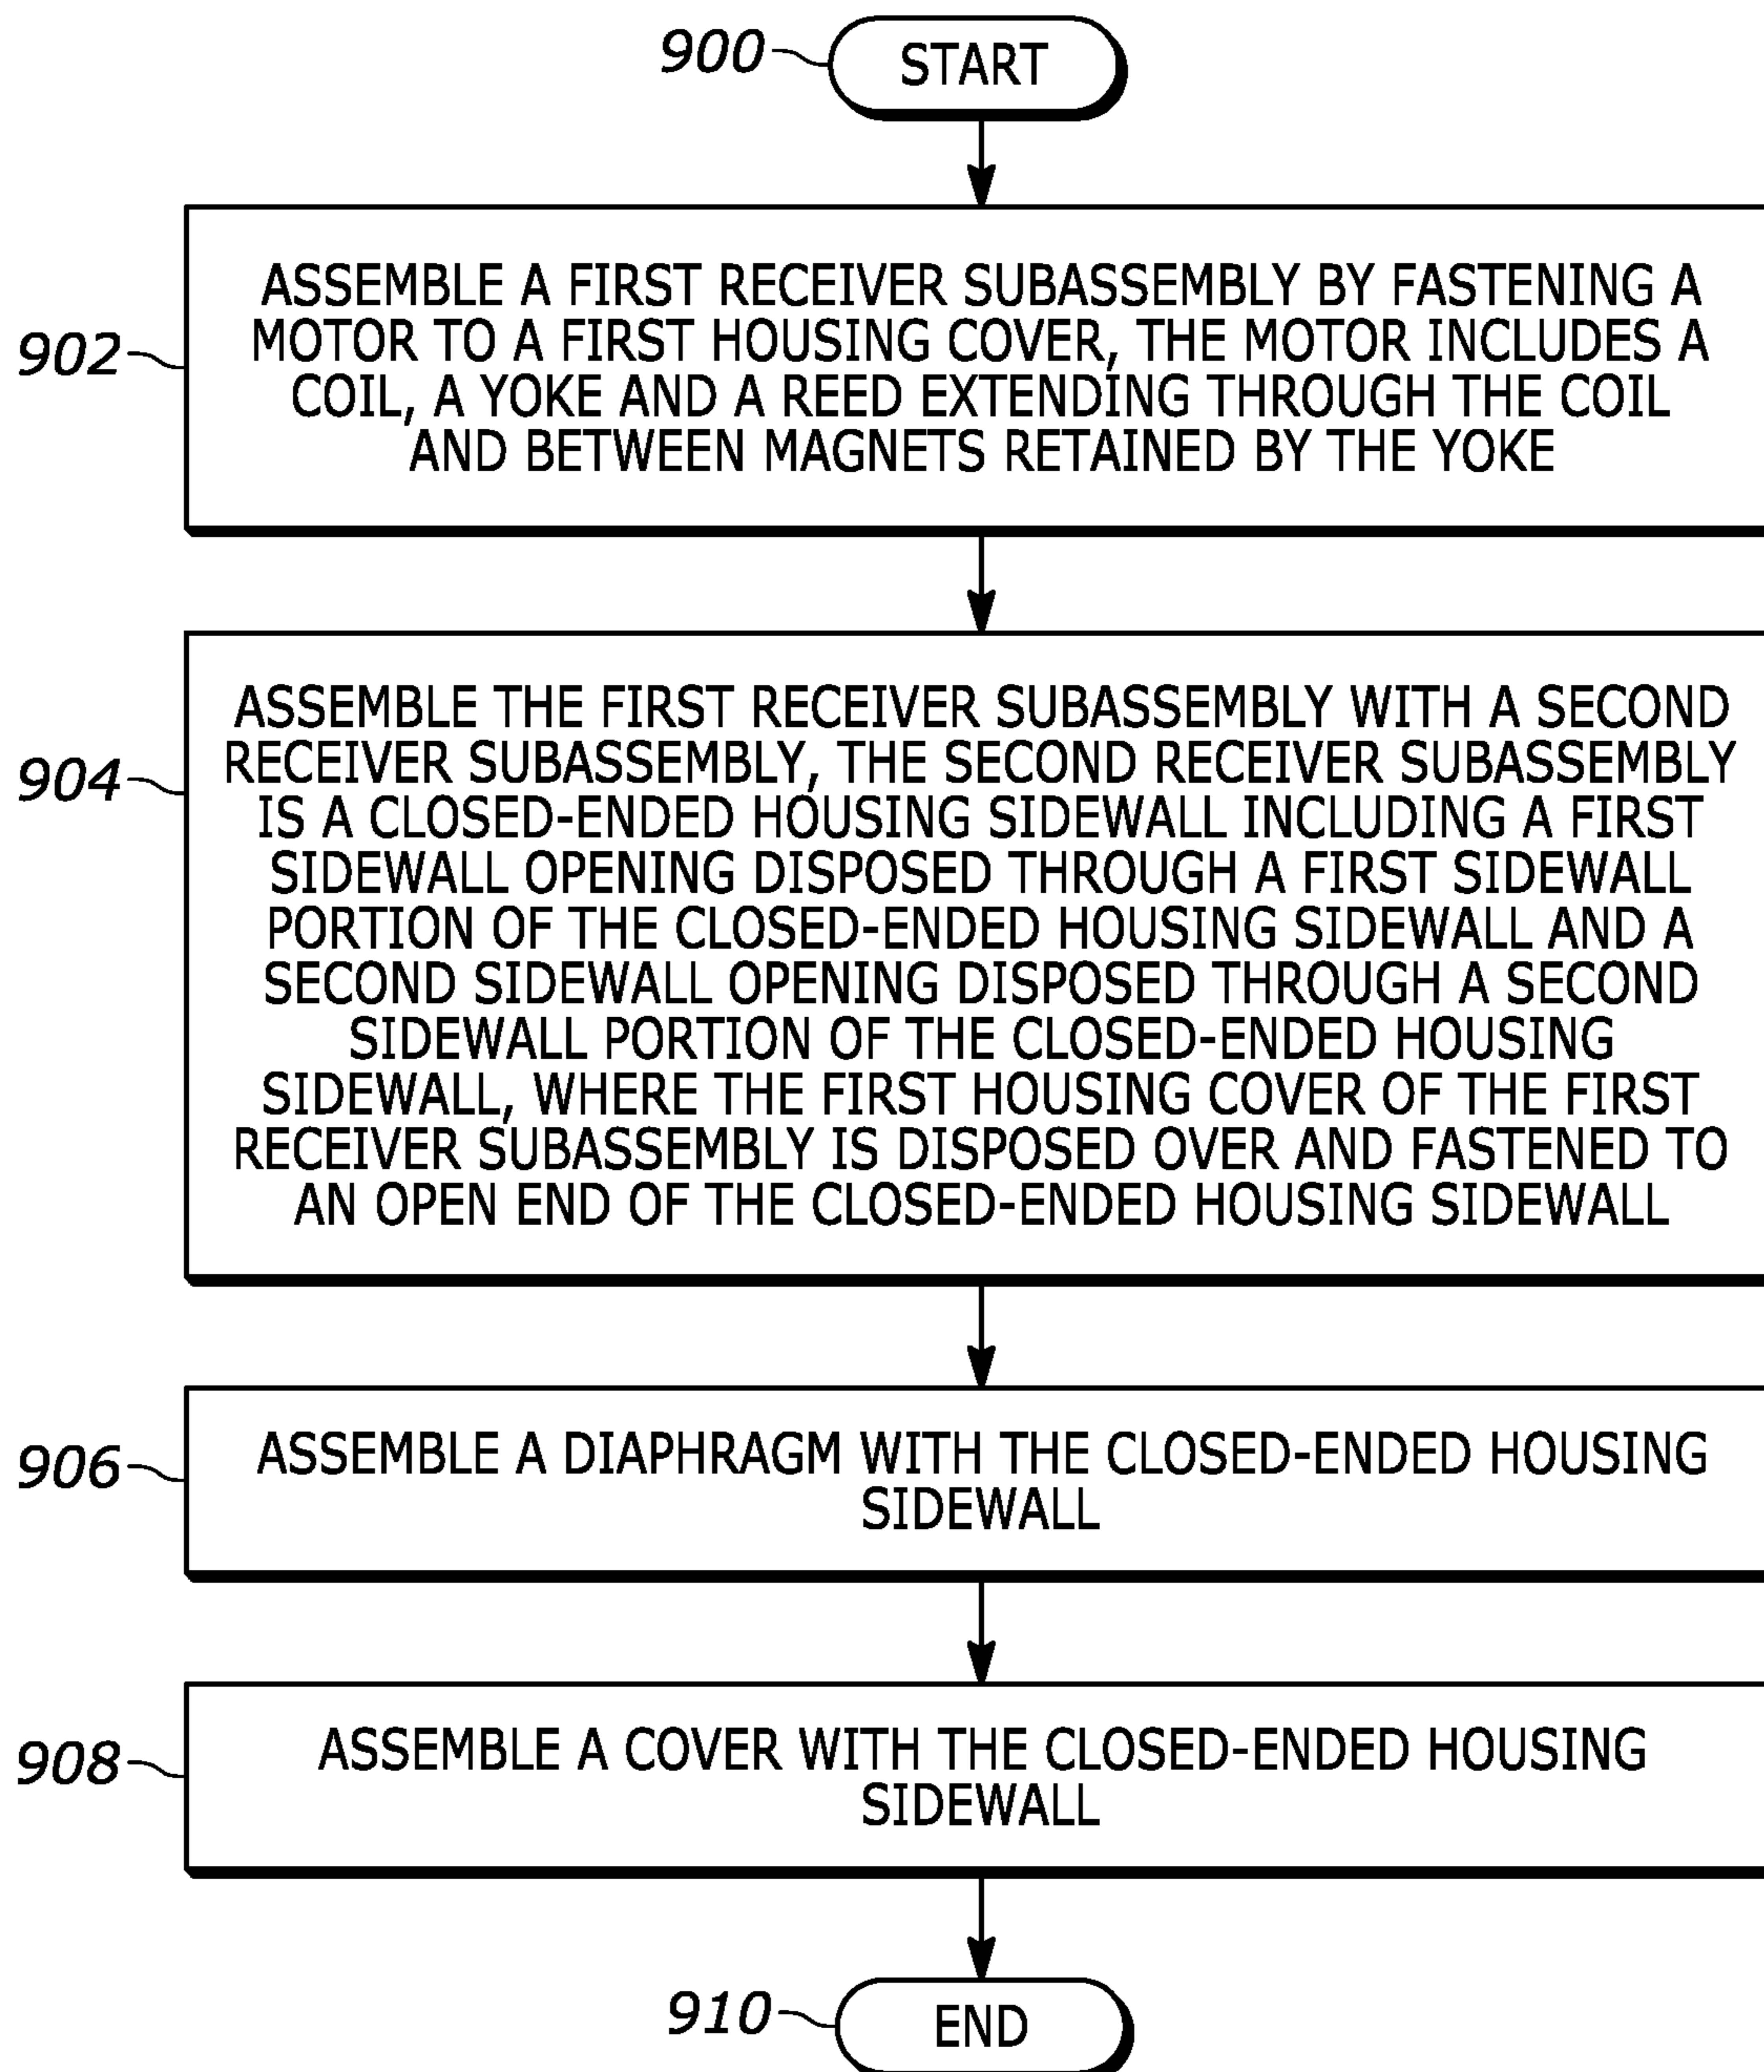 900
START
902
ASSEMBLE A FIRST RECEIVER SUBASSEMBLY BY FASTENING A
MOTOR TO A FIRST HOUSING COVER, THE MOTOR INCLUDES A
COIL, A YOKE AND A REED EXTENDING THROUGH THE COIL
AND BETWEEN MAGNETS RETAINED BY THE YOKE
904
ASSEMBLE THE FIRST RECEIVER SUBASSEMBLY WITH A SECOND
RECEIVER SUBASSEMBLY, THE SECOND RECEIVER SUBASSEMBLY
IS A CLOSED-ENDED HOUSING SIDEWALL INCLUDING A FIRST
SIDEWALL OPENING DISPOSED THROUGH A FIRST SIDEWALL
PORTION OF THE CLOSED-ENDED HOUSING SIDEWALL AND A
SECOND SIDEWALL OPENING DISPOSED THROUGH A SECOND
SIDEWALL PORTION OF THE CLOSED-ENDED HOUSING
SIDEWALL, WHERE THE FIRST HOUSING COVER OF THE FIRST
RECEIVER SUBASSEMBLY IS DISPOSED OVER AND FASTENED TO
AN OPEN END OF THE CLOSED-ENDED HOUSING SIDEWALL
906
ASSEMBLE A DIAPHRAGM WITH THE CLOSED-ENDED HOUSING
SIDEWALL
908
ASSEMBLE A COVER WITH THE CLOSED-ENDED HOUSING
SIDEWALL
910
END